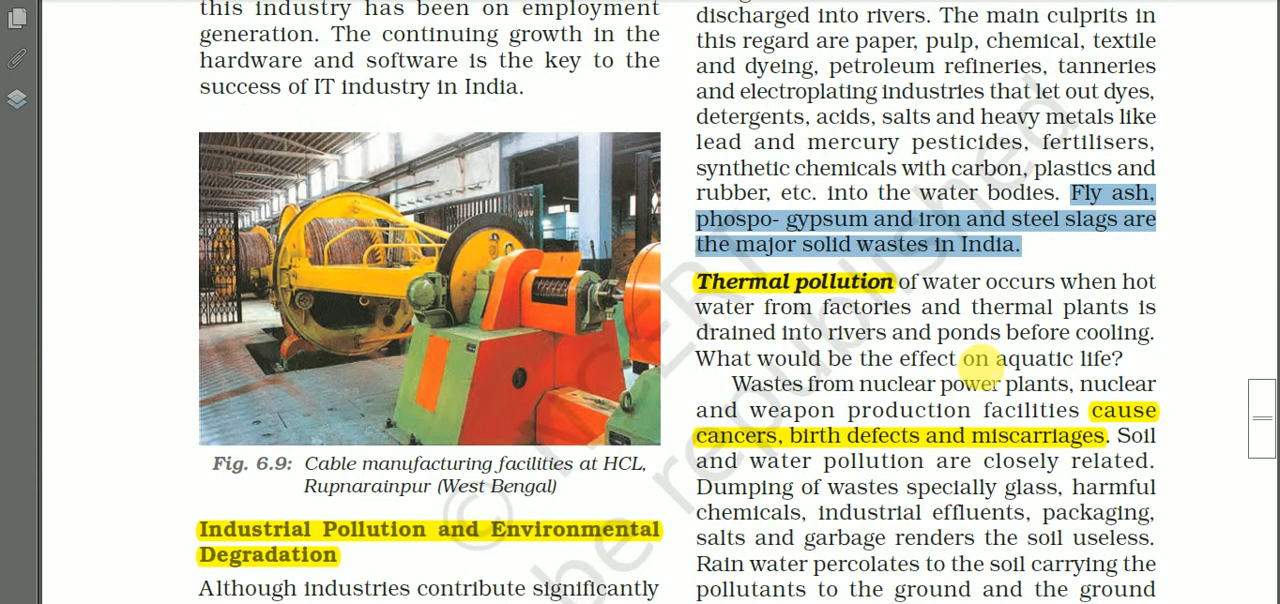 this industry has been on employment
generation. The continuing growth in the
hardware and software is the key to the
success of IT industry in India.
Fig. 6.9: Cable manufacturing facilities at HCL,
Rupnarainpur (West Bengal)
Industrial Pollution and Environmental
Degradation
Although industries contribute significantly
discharged into rivers. The main culprits in
this regard are paper, pulp, chemical, textile
and dyeing, petroleum refineries, tanneries
and electroplating industries that let out dyes,
detergents, acids, salts and heavy metals like
lead and mercury pesticides, fertilisers,
synthetic chemicals with carbon, plastics and
rubber, etc. into the water bodies. Fly ash,
phospo- gypsum and iron and steel slags are
the major solid wastes in India.
Thermal pollution of water occurs when hot
water from factories and thermal plants is
drained into rivers and ponds before cooling.
What would be the effect on aquatic life?
Wastes from nuclear power plants, nuclear
and weapon production facilities cause
cancers, birth defects and miscarriages. Soil
and water pollution are closely related.
Dumping of wastes specially glass, harmful
chemicals, industrial effluents, packaging,
salts and garbage renders the soil useless.
Rain water percolates to the soil carrying the
pollutants to the ground and the ground
© NCERT
be republished